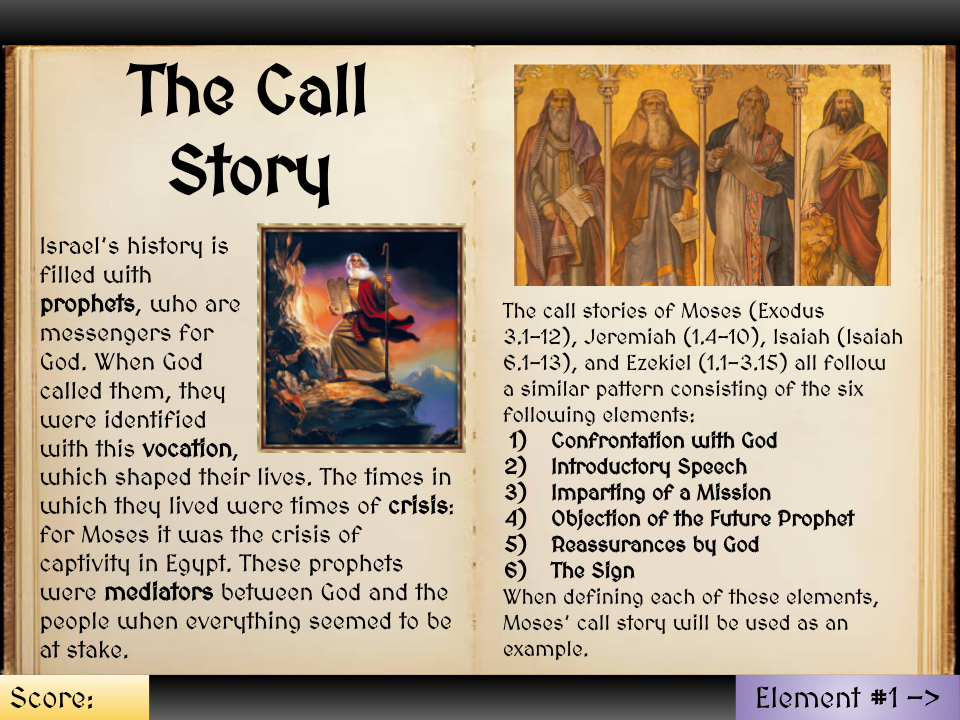 The Call
Story
Israel's history is
filled with
prophets, who are
messengers for
God. When God
called them, they
were identified
with this vocation,
which shaped their lives. The times in
which they lived were times of crisis:
for Moses it was the crisis of
captivity in Egypt. These prophets
were mediators between God and the
people when everything seemed to be
at stake.
The call stories of Moses (Exodus
3.1-12), Jeremiah (1.4-10), Isaiah (Isaiah
6.1-13), and Ezekiel (1.1-3.15) all follow
a similar pattern consisting of the six
following elements:
1) Confrontation with God
2) Introductory Speech
3) Imparting of a Mission
4) Objection of the Future Prophet
5) Reassurances by God
6) The Sign
When defining each of these elements,
Moses' call story will be used as an
example.
Score:
Element #1 ->